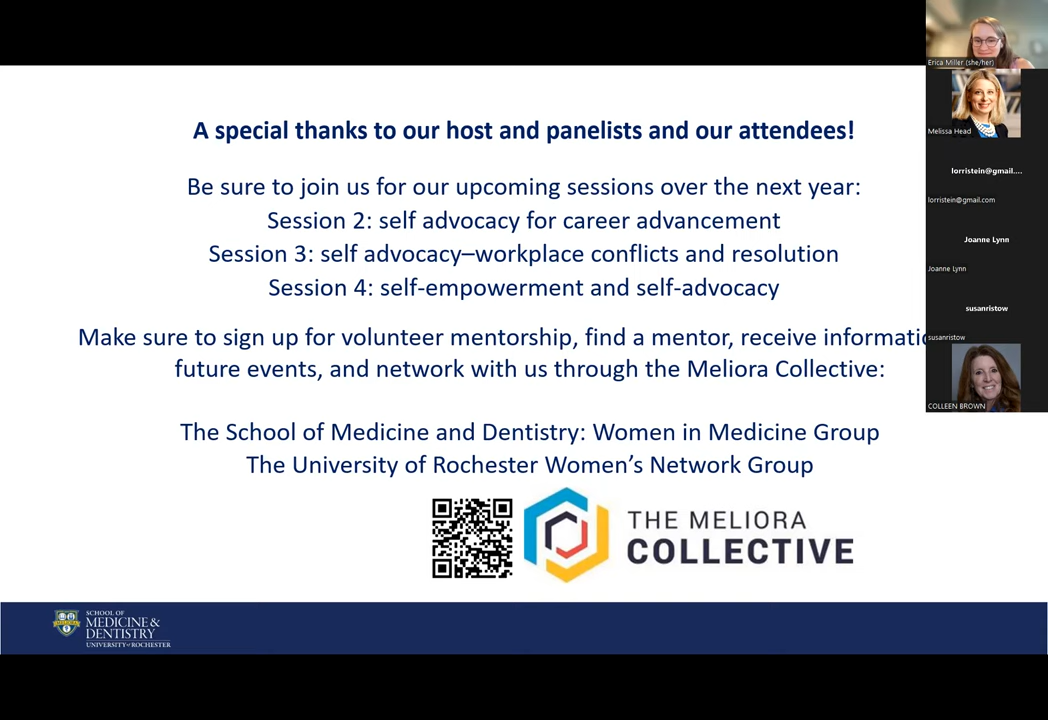 A special thanks to our host and panelists and our attendees!
Be sure to join us for our upcoming sessions over the next year:
Session 2: self advocacy for career advancement
Session 3: self advocacy–workplace conflicts and resolution
Session 4: self-empowerment and self-advocacy
Make sure to sign up for volunteer mentorship, find a mentor, receive informatio
future events, and network with us through the Meliora Collective:
The School of Medicine and Dentistry: Women in Medicine Group
The University of Rochester Women’s Network Group
THE MELIORA
COLLECTIVE
SCHOOL OF
MEDICINE &
DENTISTRY
UNIVERSITY of ROCHESTER
Erica Miller (she/her)
Melissa Head
lorristein@gmail....
lorristein@gmail.com
Joanne Lynn
Joanne Lynn
susanristow
susanristow
COLLEEN BROWN